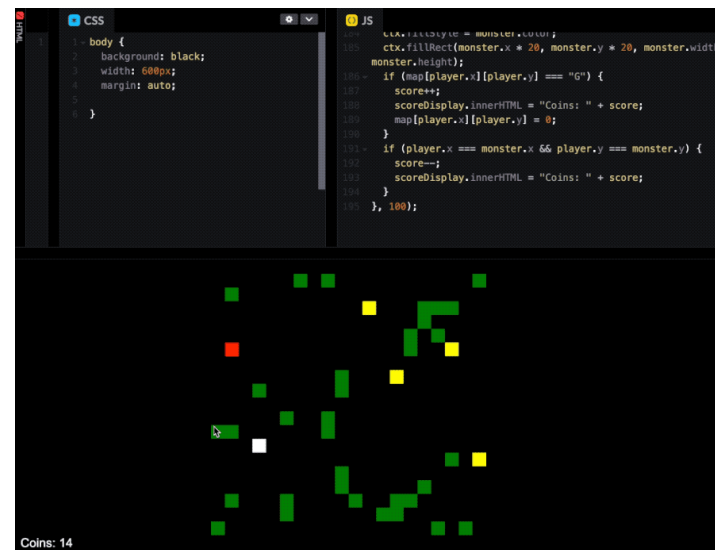 HTML
1
CSS
1 body {
2 background: black;
3 width: 600px;
4 margin: auto;
5
6 }
JS
184 ctx.fillStyle = monster.color;
185 ctx.fillRect(monster.x * 20, monster.y * 20, monster.widt
monster.height);
186 if (map[player.x][player.y] === "G") {
187 score++;
188 scoreDisplay.innerHTML = "Coins: " + score;
189 map[player.x][player.y] = 0;
190 }
191 if (player.x === monster.x && player.y === monster.y) {
192 score--;
193 scoreDisplay.innerHTML = "Coins: " + score;
194 }
195 }, 100);
Coins: 14